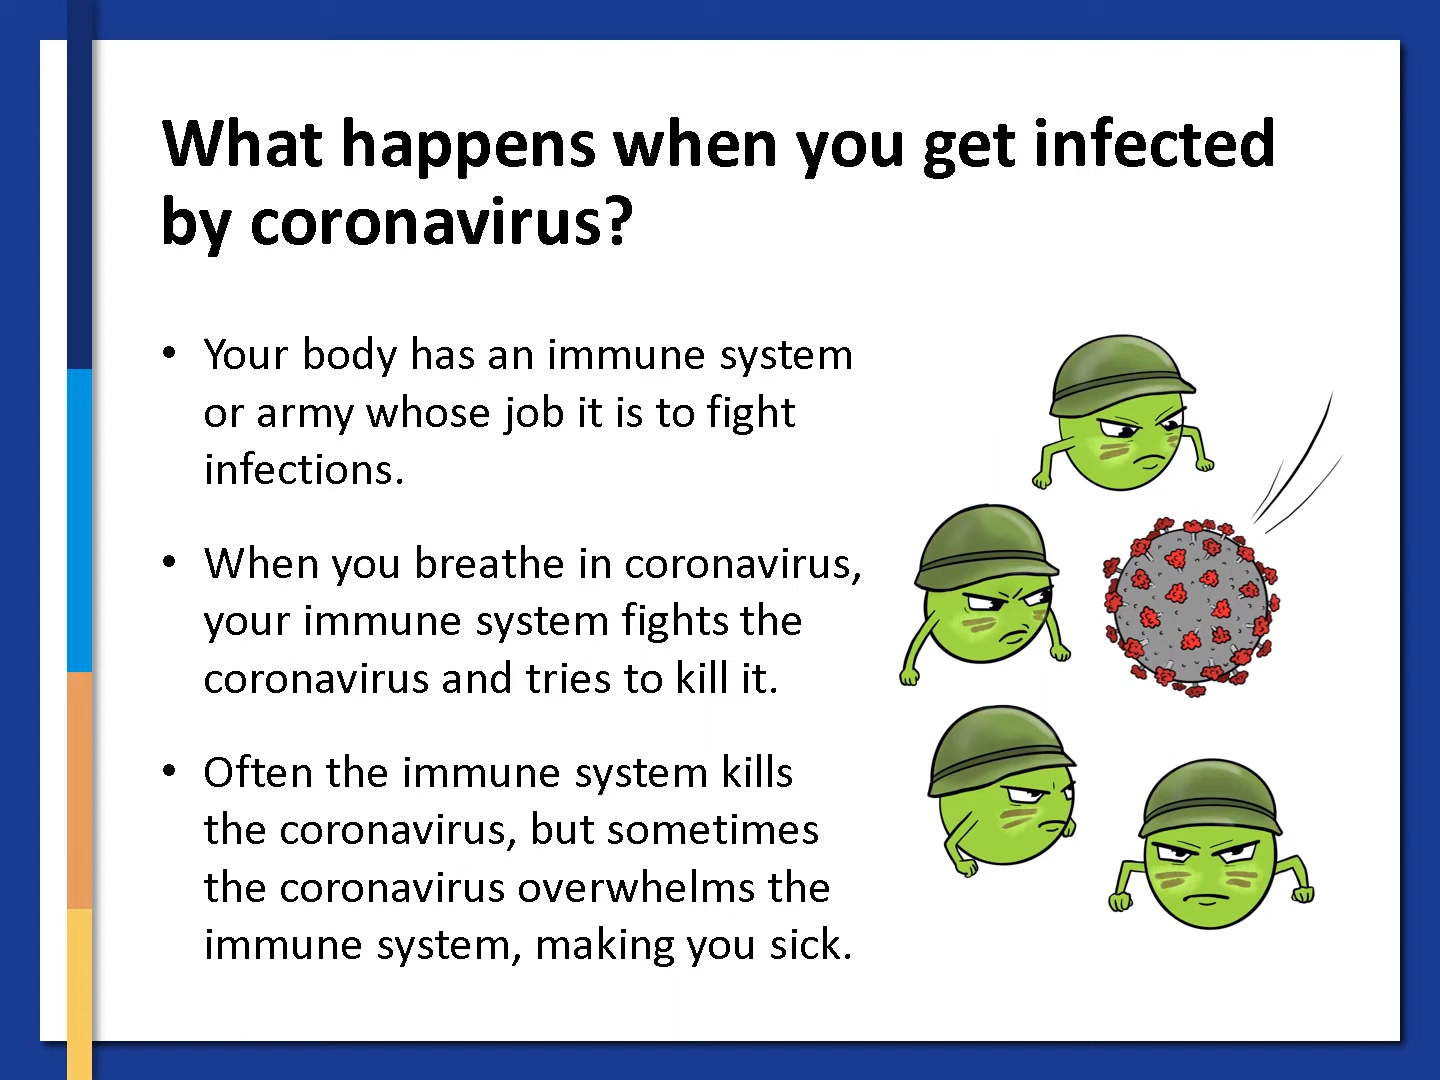 What happens when you get infected
by coronavirus?
• Your body has an immune system
or army whose job it is to fight
infections.
• When you breathe in coronavirus,
your immune system fights the
coronavirus and tries to kill it.
• Often the immune system kills
the coronavirus, but sometimes
the coronavirus overwhelms the
immune system, making you sick.